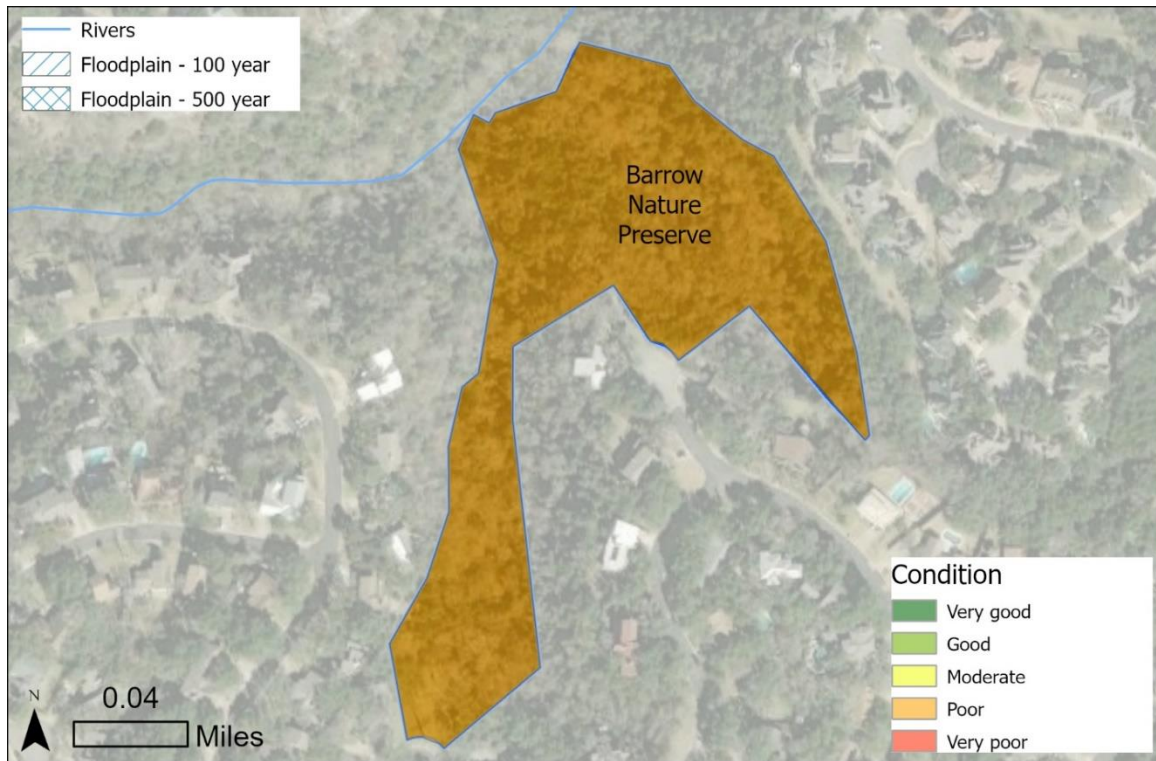 Rivers
Floodplain - 100 year
Floodplain - 500 year
Barrow
Nature
Preserve
Condition
Very good
Good
Moderate
Poor
Very poor
N
0.04
Miles